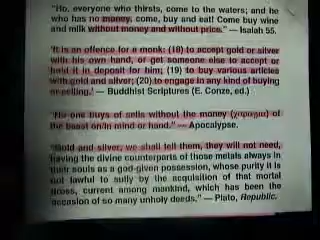 "Ho, everyone who thirsts, come to the waters; and he
who has no money, come, buy and eat! Come buy wine
and milk without money and without price." — Isaiah 55.
'It is an offence for a monk: (18) to accept gold or silver
with his own hand, or get someone else to accept or
hold it in deposit for him; (19) to buy various articles
with gold and silver; (20) to engage in any kind of buying
or selling.' — Buddhist Scriptures (E. Conze, ed.)
"No one buys or sells without the money (χαραγμα) of
the beast on/in mind or hand." — Apocalypse.
"Gold and silver, we shall tell them, they will not need,
having the divine counterparts of those metals always in
their souls as a god-given possession, whose purity it is
not lawful to sully by the acquisition of that mortal
dross, current among mankind, which has been the
occasion of so many unholy deeds." — Plato, Republic.